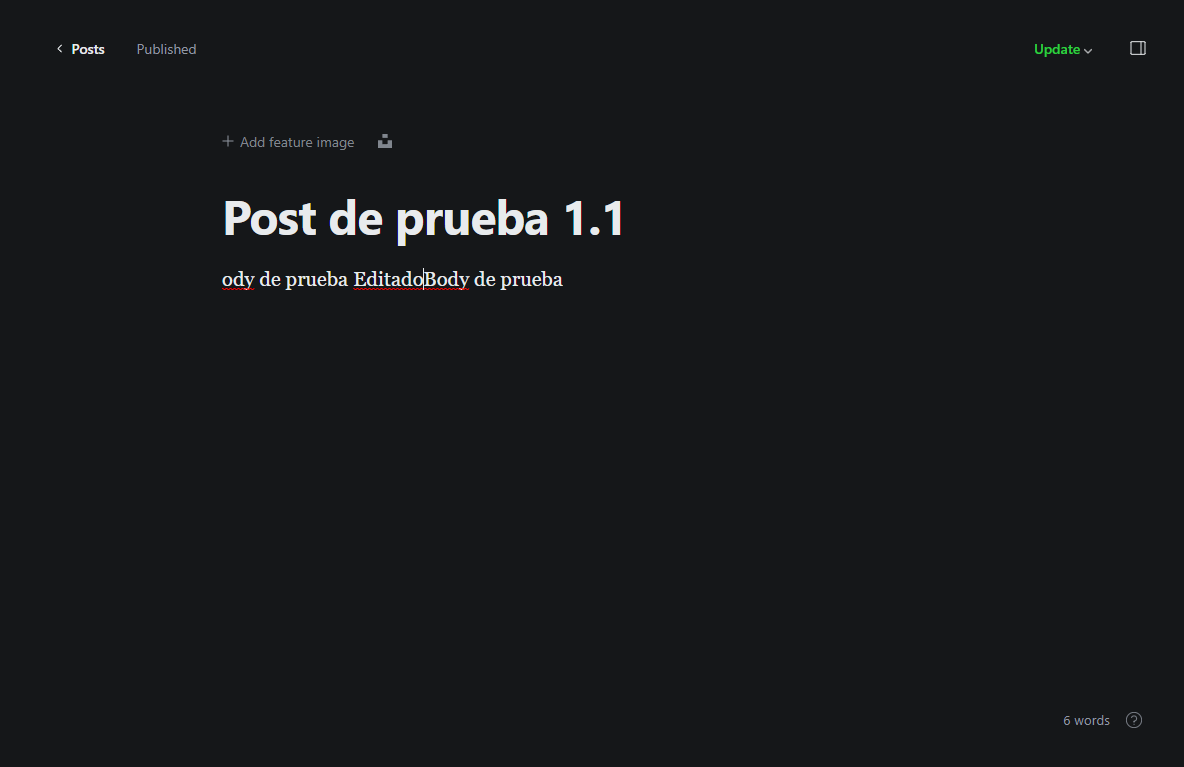 Posts Published Update
Add feature image
Post de prueba 1.1
ody de prueba EditadoBody de prueba
6 words ?